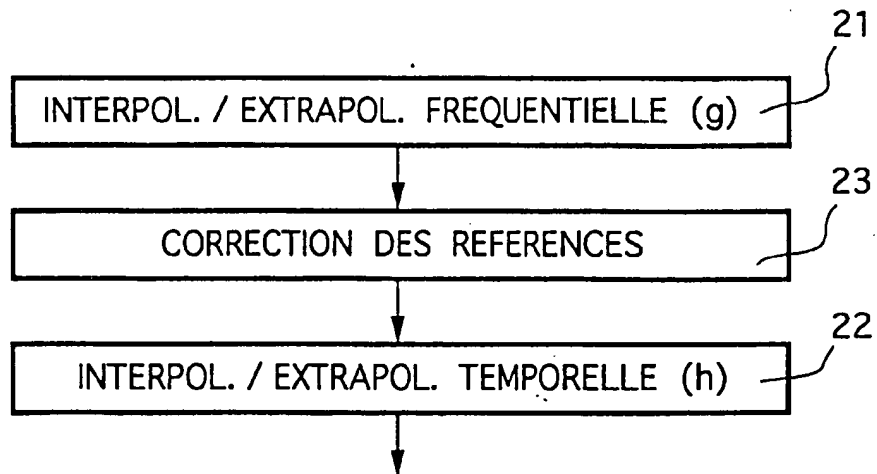 21
INTERPOL. / EXTRAPOL. FREQUENTIELLE (g)
23
CORRECTION DES REFERENCES
22
INTERPOL. / EXTRAPOL. TEMPORELLE (h)